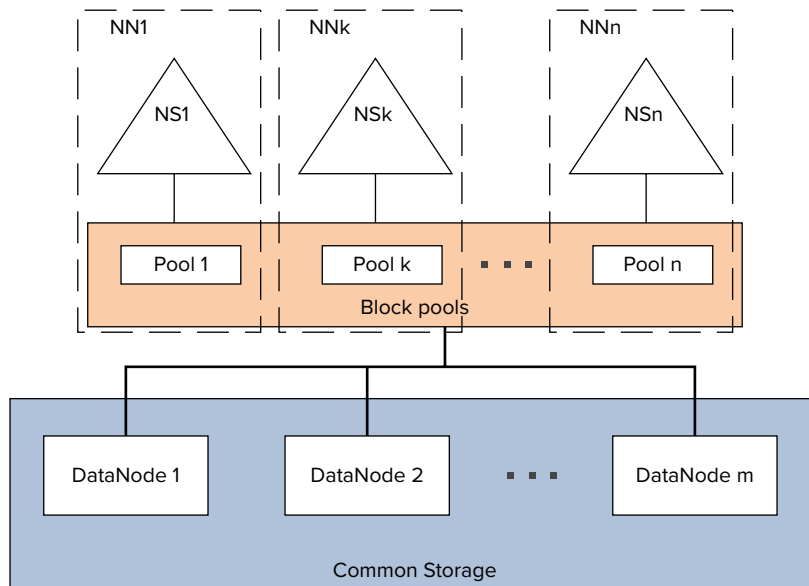 NN1
NNk
NNn
NS1
NSk
NSn
Pool 1
Pool k
Pool n
Block pools
DataNode 1
DataNode 2
DataNode m
Common Storage